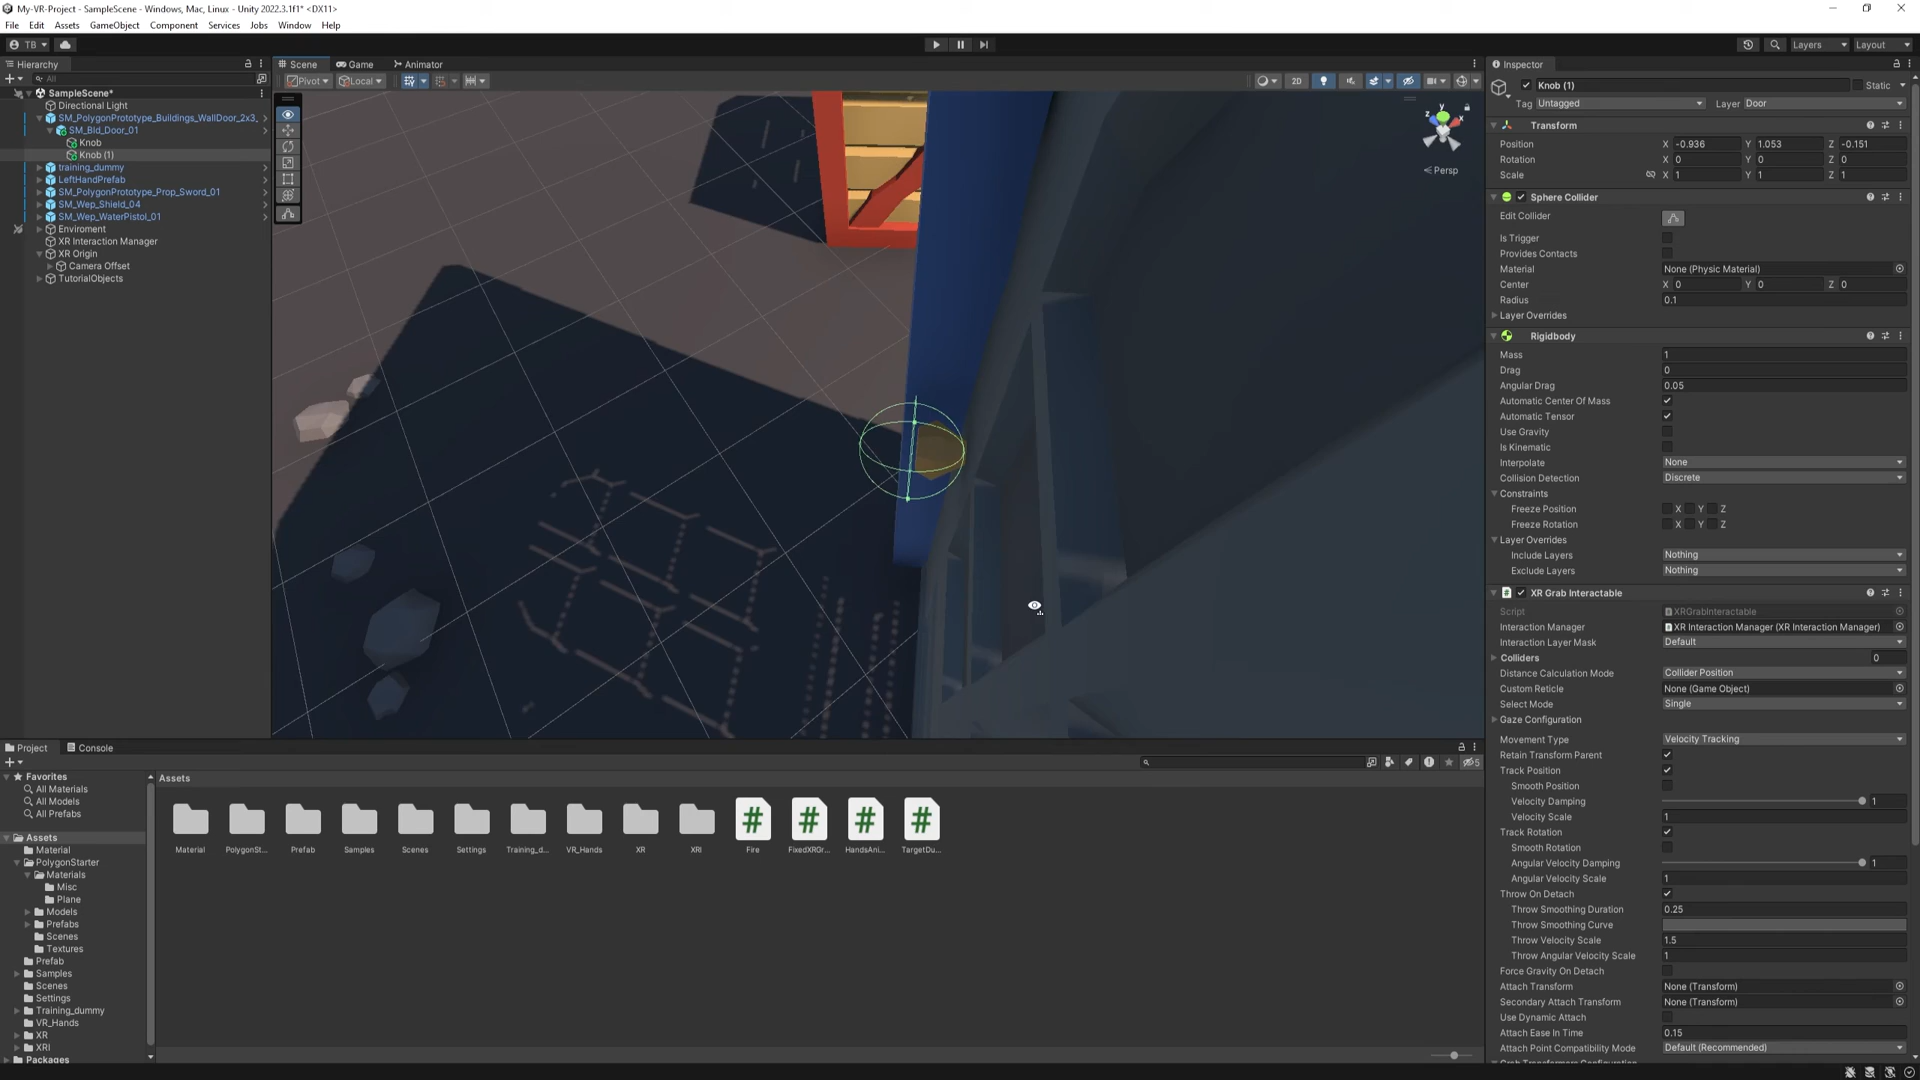 My-VR-Project - SampleScene - Windows, Mac, Linux - Unity 2022.3.1f1* <DX11>
File Edit Assets GameObject Component Services Jobs Window Help
TB Layers Layout
Hierarchy
All
SampleScene*
Directional Light
SM_PolygonPrototype_Buildings_WallDoor_2x3_
SM_Bld_Door_01
Knob
Knob (1)
training_dummy
LeftHandPrefab
SM_PolygonPrototype_Prop_Sword_01
SM_Wep_Shield_04
SM_Wep_WaterPistol_01
Enviroment
XR Interaction Manager
XR Origin
Camera Offset
TutorialObjects
Scene Game Animator
Pivot Local 2D
y
x
z
Persp
Inspector
Knob (1) Static
Tag Untagged Layer Door
Transform
Position X -0.936 Y 1.053 Z -0.151
Rotation X 0 Y 0 Z 0
Scale X 1 Y 1 Z 1
Sphere Collider
Edit Collider
Is Trigger
Provides Contacts
Material None (Physic Material)
Center X 0 Y 0 Z 0
Radius 0.1
Layer Overrides
Rigidbody
Mass 1
Drag 0
Angular Drag 0.05
Automatic Center Of Mass
Automatic Tensor
Use Gravity
Is Kinematic
Interpolate None
Collision Detection Discrete
Constraints
Freeze Position X Y Z
Freeze Rotation X Y Z
Layer Overrides
Include Layers Nothing
Exclude Layers Nothing
XR Grab Interactable
Script XRGrabInteractable
Interaction Manager XR Interaction Manager (XR Interaction Manager)
Interaction Layer Mask Default
Colliders 0
Distance Calculation Mode Collider Position
Custom Reticle None (Game Object)
Select Mode Single
Gaze Configuration
Movement Type Velocity Tracking
Retain Transform Parent
Track Position
Smooth Position
Velocity Damping 1
Velocity Scale 1
Track Rotation
Smooth Rotation
Angular Velocity Damping 1
Angular Velocity Scale 1
Throw On Detach
Throw Smoothing Duration 0.25
Throw Smoothing Curve
Throw Velocity Scale 1.5
Throw Angular Velocity Scale 1
Force Gravity On Detach
Attach Transform None (Transform)
Secondary Attach Transform None (Transform)
Use Dynamic Attach
Attach Ease In Time 0.15
Attach Point Compatibility Mode Default (Recommended)
Project Console
5
Favorites
All Materials
All Models
All Prefabs
Assets
Material
PolygonStarter
Materials
Misc
Plane
Models
Prefabs
Scenes
Textures
Prefab
Samples
Scenes
Settings
Training_dummy
VR_Hands
XR
XRI
Packages
Assets
Material PolygonSt... Prefab Samples Scenes Settings Training_d... VR_Hands XR XRI Fire FixedXRGr... HandsAni... TargetDu...